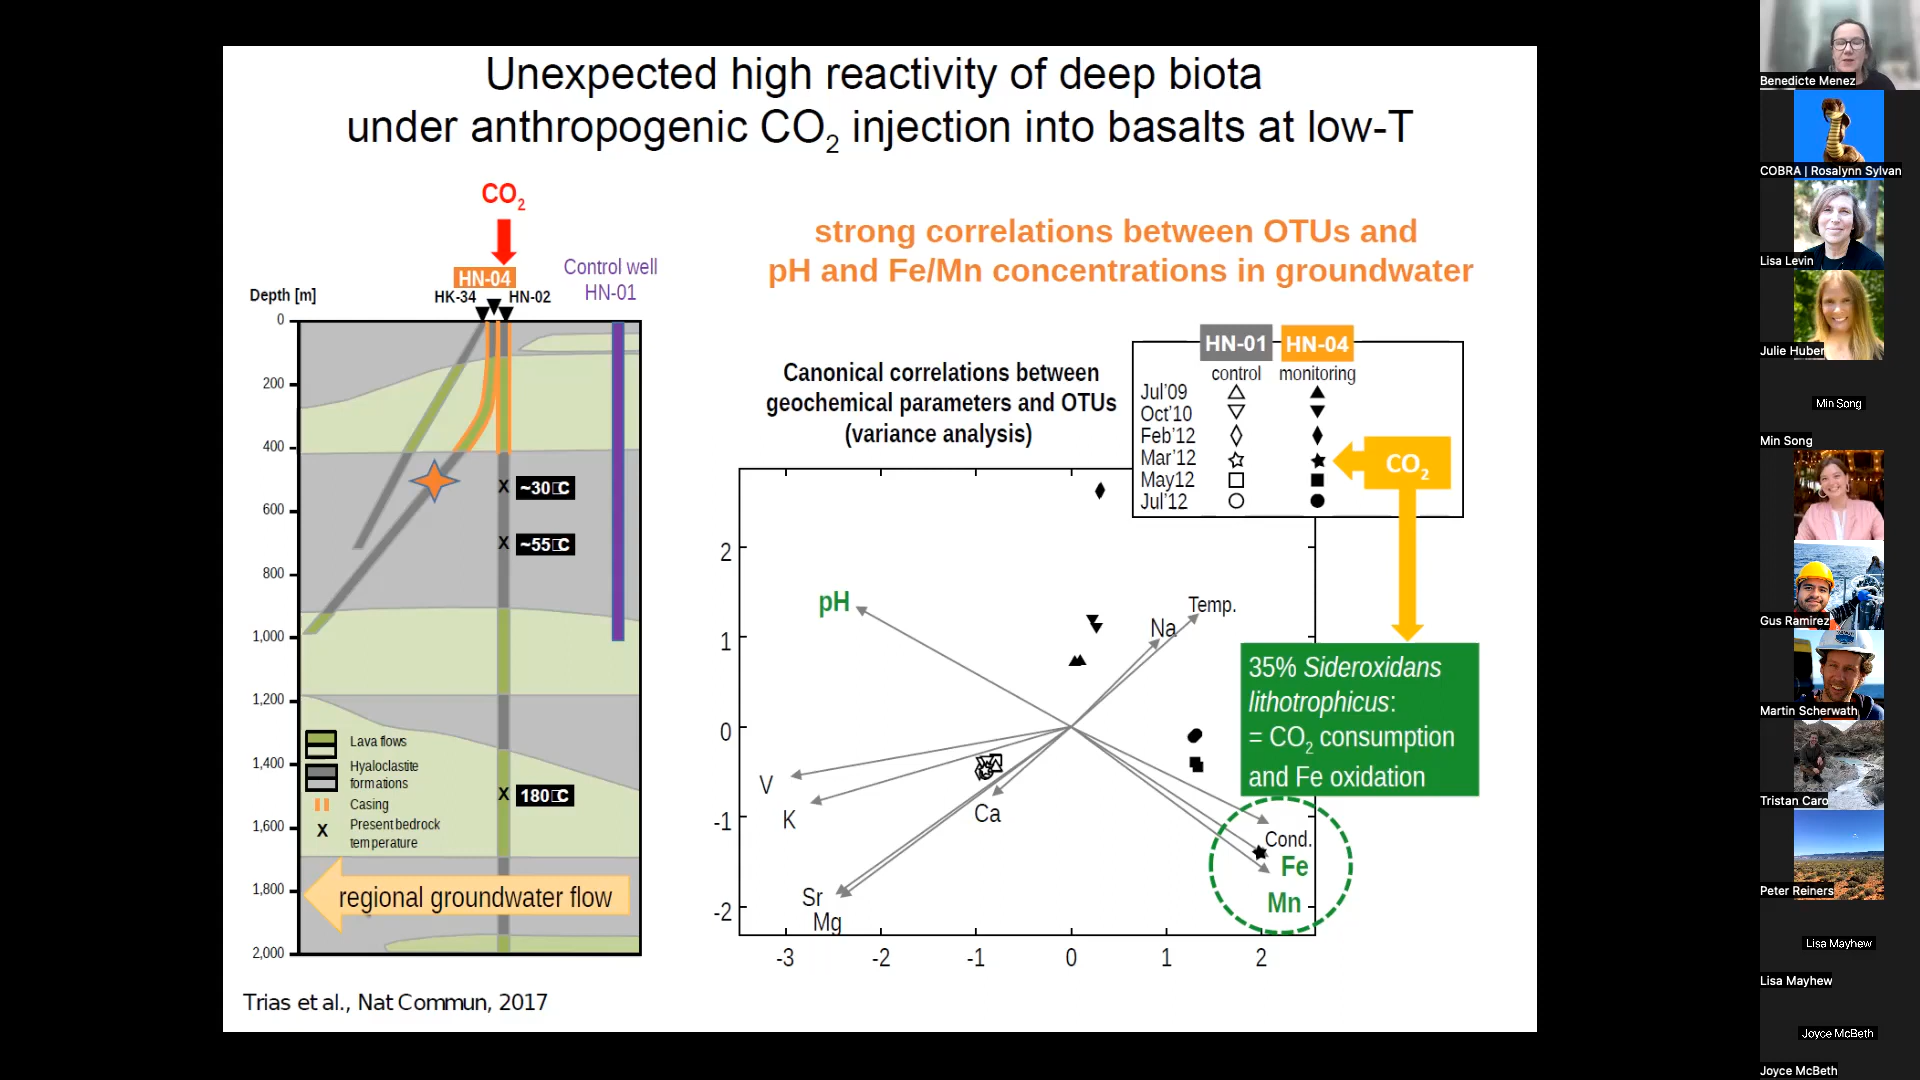 Unexpected high reactivity of deep biota
under anthropogenic CO2 injection into basalts at low-T
CO2
HN-04
HK-34
HN-02
Control well
HN-01
Depth [m]
0
200
400
600
800
1,000
1,200
1,400
1,600
1,800
2,000
~30 C
~55 C
180 C
Lava flows
Hyaloclastite
formations
Casing
X Present bedrock
temperature
regional groundwater flow
Trias et al., Nat Commun, 2017
strong correlations between OTUs and
pH and Fe/Mn concentrations in groundwater
Canonical correlations between
geochemical parameters and OTUs
(variance analysis)
HN-01 HN-04
control monitoring
Jul'09
Oct'10
Feb'12
Mar'12
May12
Jul'12
CO2
2
1
0
-1
-2
-3 -2 -1 0 1 2
pH
Temp.
Na
V
K
Ca
Sr
Mg
Cond.
Fe
Mn
35% Sideroxidans
lithotrophicus:
= CO2 consumption
and Fe oxidation
Benedicte Menez
COBRA | Rosalynn Sylvan
Lisa Levin
Julie Huber
Min Song
Min Song
Gus Ramirez
Martin Scherwath
Tristan Caro
Peter Reiners
Lisa Mayhew
Lisa Mayhew
Joyce McBeth
Joyce McBeth